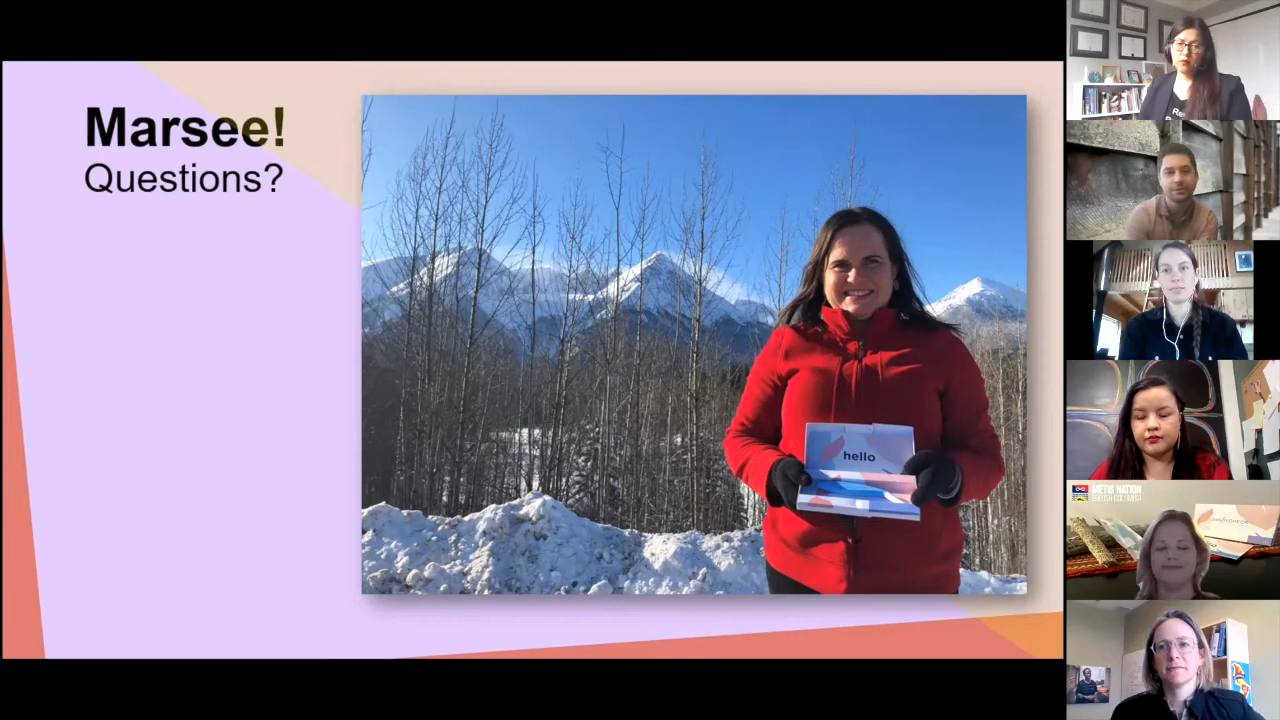 Marsee!
Questions?
hello
MÉTIS NATION
BRITISH COLUMBIA